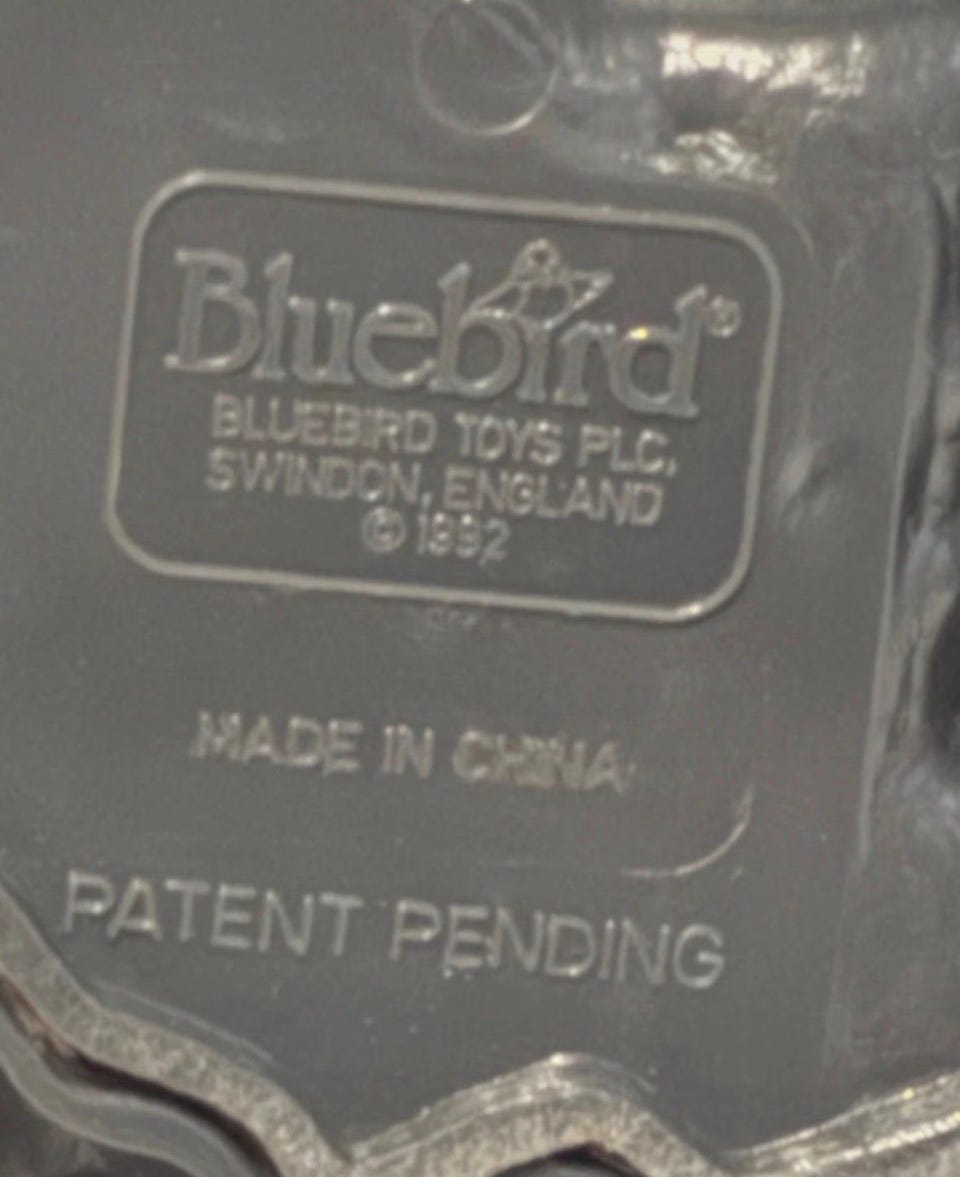 Bluebird®
BLUEBIRD TOYS PLC,
SWINDON, ENGLAND
© 1992
MADE IN CHINA
PATENT PENDING